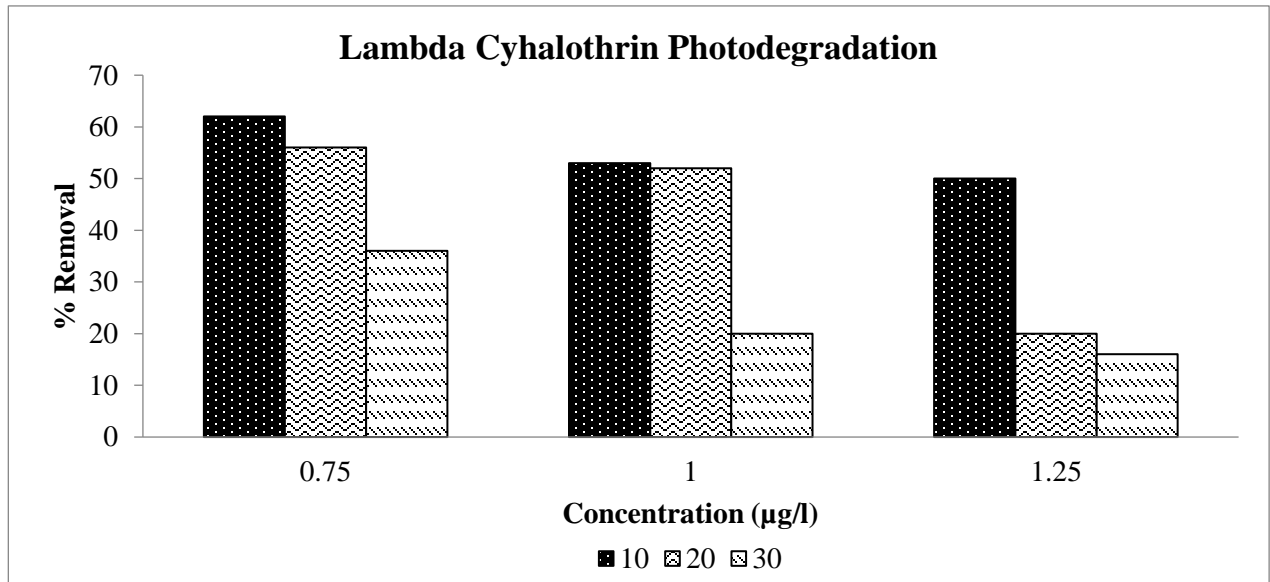 Lambda Cyhalothrin Photodegradation
70
60
50
40
30
20
10
0
% Removal
0.75 1 1.25
Concentration (µg/l)
10 20 30